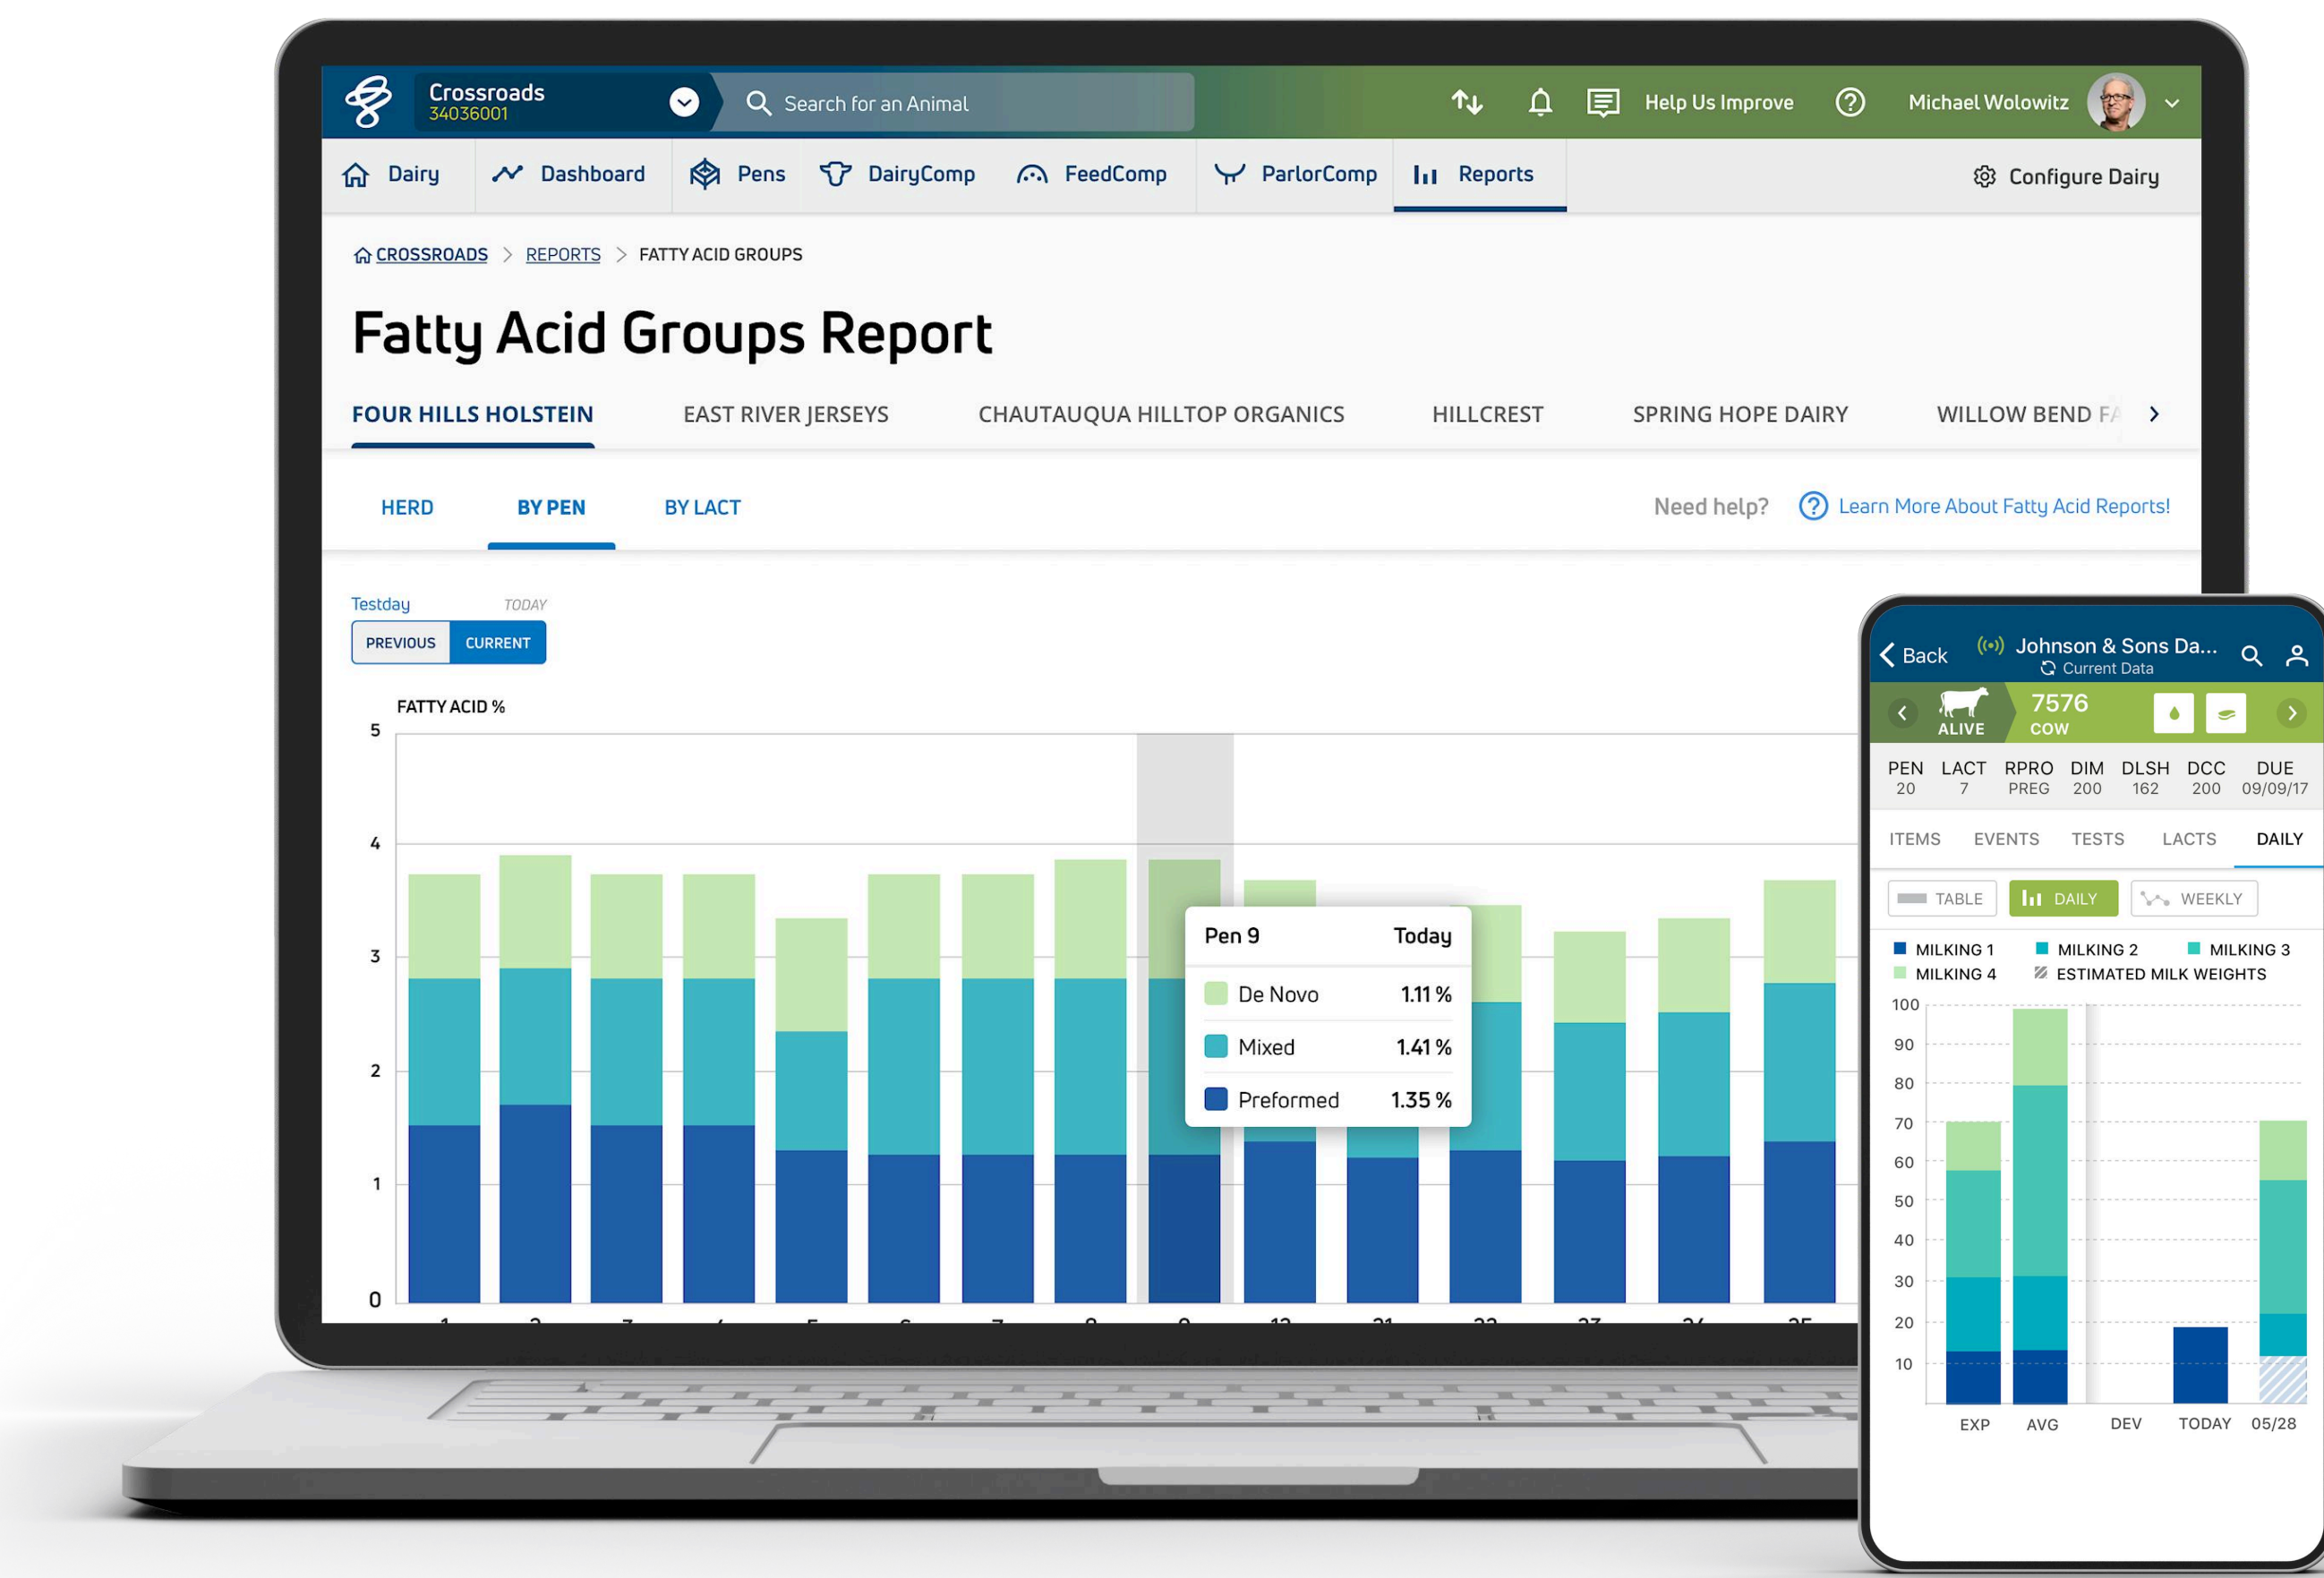 Crossroads
34036001
Search for an Animal
Help Us Improve
Michael Wolowitz
Dairy
Dashboard
Pens
DairyComp
FeedComp
ParlorComp
Reports
Configure Dairy
CROSSROADS > REPORTS > FATTY ACID GROUPS
Fatty Acid Groups Report
FOUR HILLS HOLSTEIN
EAST RIVER JERSEYS
CHAUTAUQUA HILLTOP ORGANICS
HILLCREST
SPRING HOPE DAIRY
WILLOW BEND
HERD
BY PEN
BY LACT
Need help?
Learn More About Fatty Acid Reports!
Testday
TODAY
PREVIOUS
CURRENT
FATTY ACID %
5
4
3
2
1
0
Pen 9 Today
De Novo 1.11 %
Mixed 1.41 %
Preformed 1.35 %
Back
Johnson & Sons Da...
Current Data
ALIVE
7576
COW
PEN LACT RPRO DIM DLSH DCC DUE
20 7 PREG 200 162 200 09/09/17
ITEMS EVENTS TESTS LACTS DAILY
TABLE DAILY WEEKLY
MILKING 1 MILKING 2 MILKING 3
MILKING 4 ESTIMATED MILK WEIGHTS
100
90
80
70
60
50
40
30
20
10
EXP AVG DEV TODAY 05/28